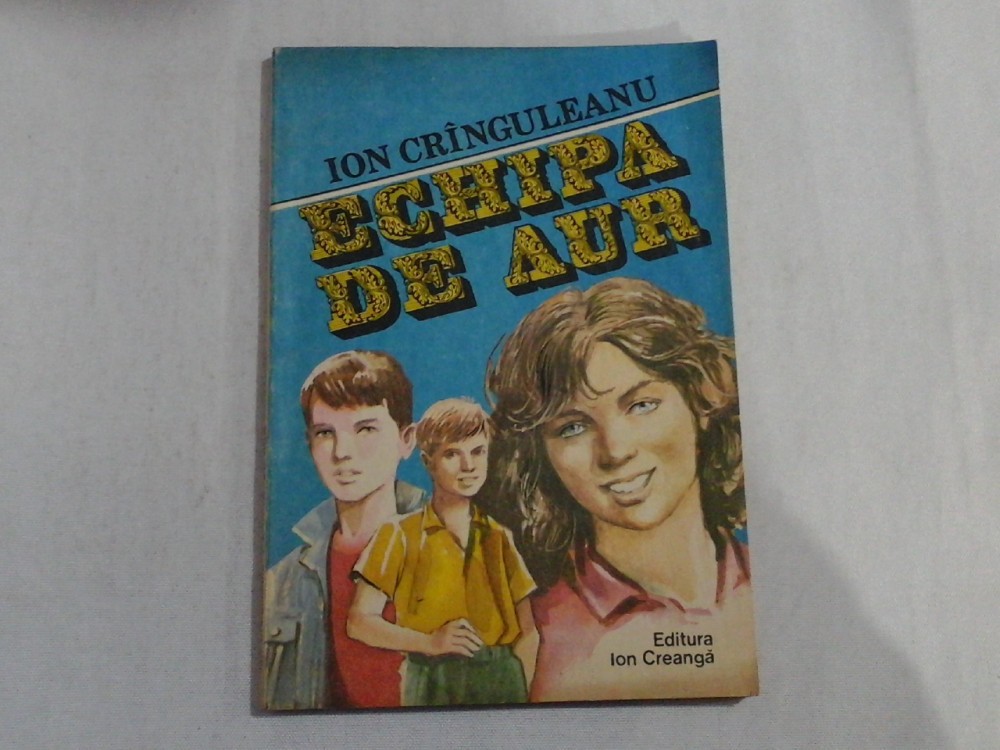 ION CRÎNGULEANU
ECHIPA
DE AUR
Editura
Ion Creangă